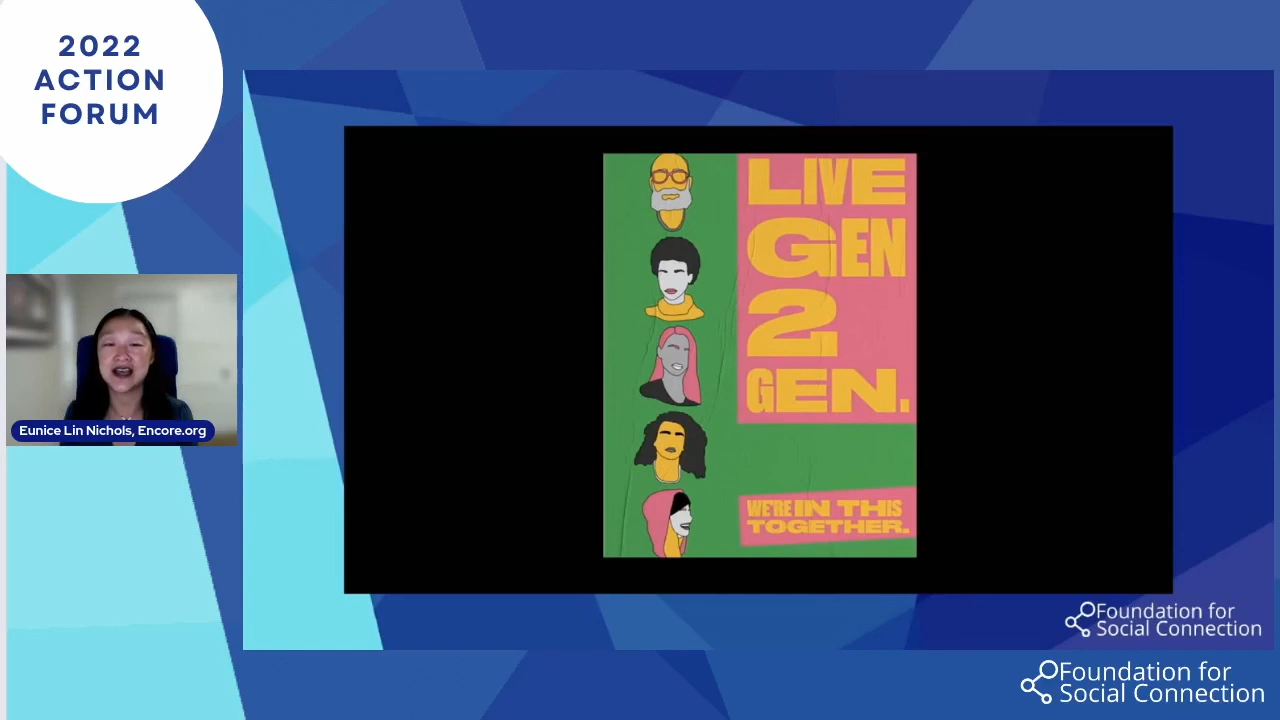 2022
ACTION
FORUM
LIVE
GEN
2
GEN.
WE'RE IN THIS
TOGETHER.
Eunice Lin Nichols, Encore.org
Foundation for
Social Connection
Foundation for
Social Connection